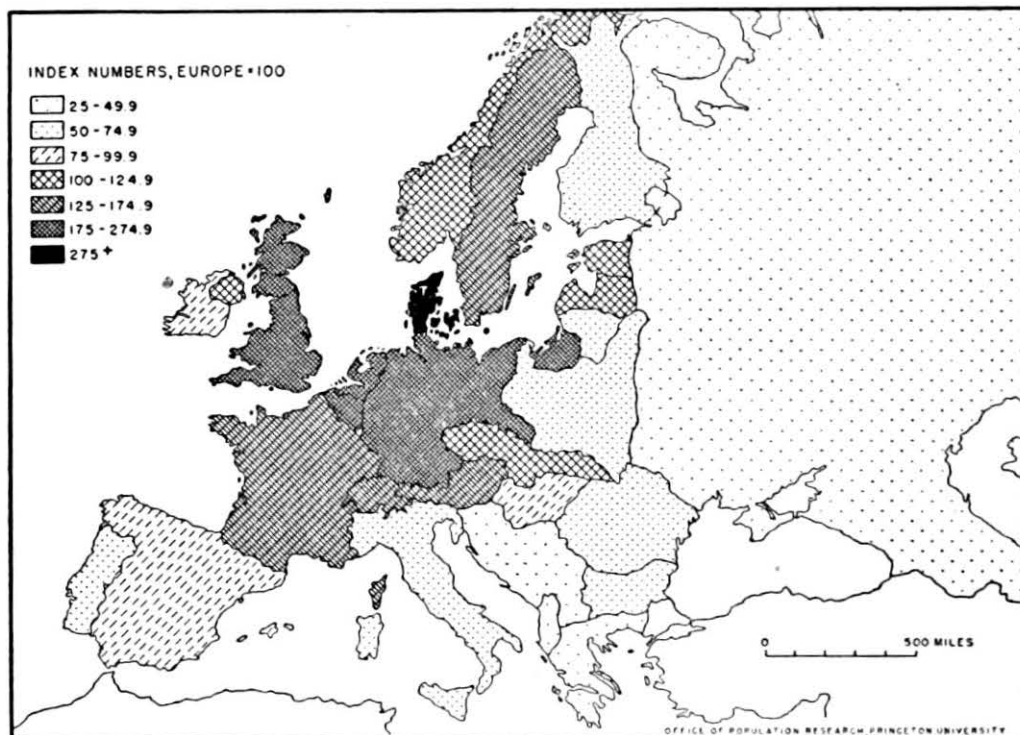 INDEX NUMBERS, EUROPE=100
25-49.9
50-74.9
75-99.9
100-124.9
125-174.9
175-274.9
275+
0 500 MILES
OFFICE OF POPULATION RESEARCH, PRINCETON UNIVERSITY